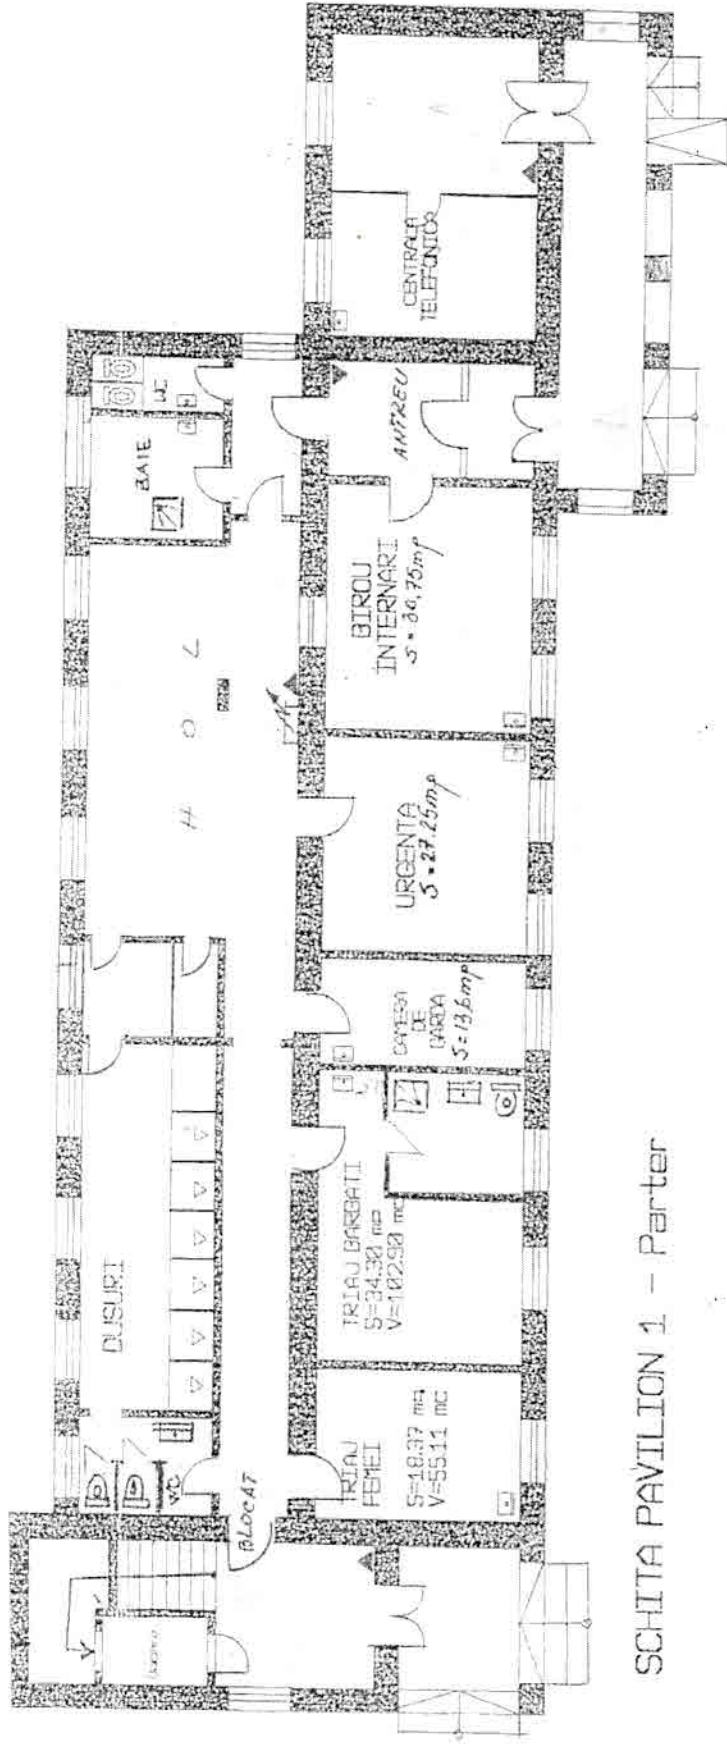 CENTRALA
TELEFONICA
WC
BAIE
ANTREU
BIROU
INTERNARI
S = 30,75mp
HOL
URGENTA
S = 27.25mp
CAMERA
DE
GARDA
S=13,6mp
DUSURI
TRIAJ BARBATI
S=34.30 mp
V=102.90 mc
TRIAJ
FEMEI
S=18.37 mp
V=55.11 mc
WC
BLOCAT
SCHITA PAVILION 1 - Parter